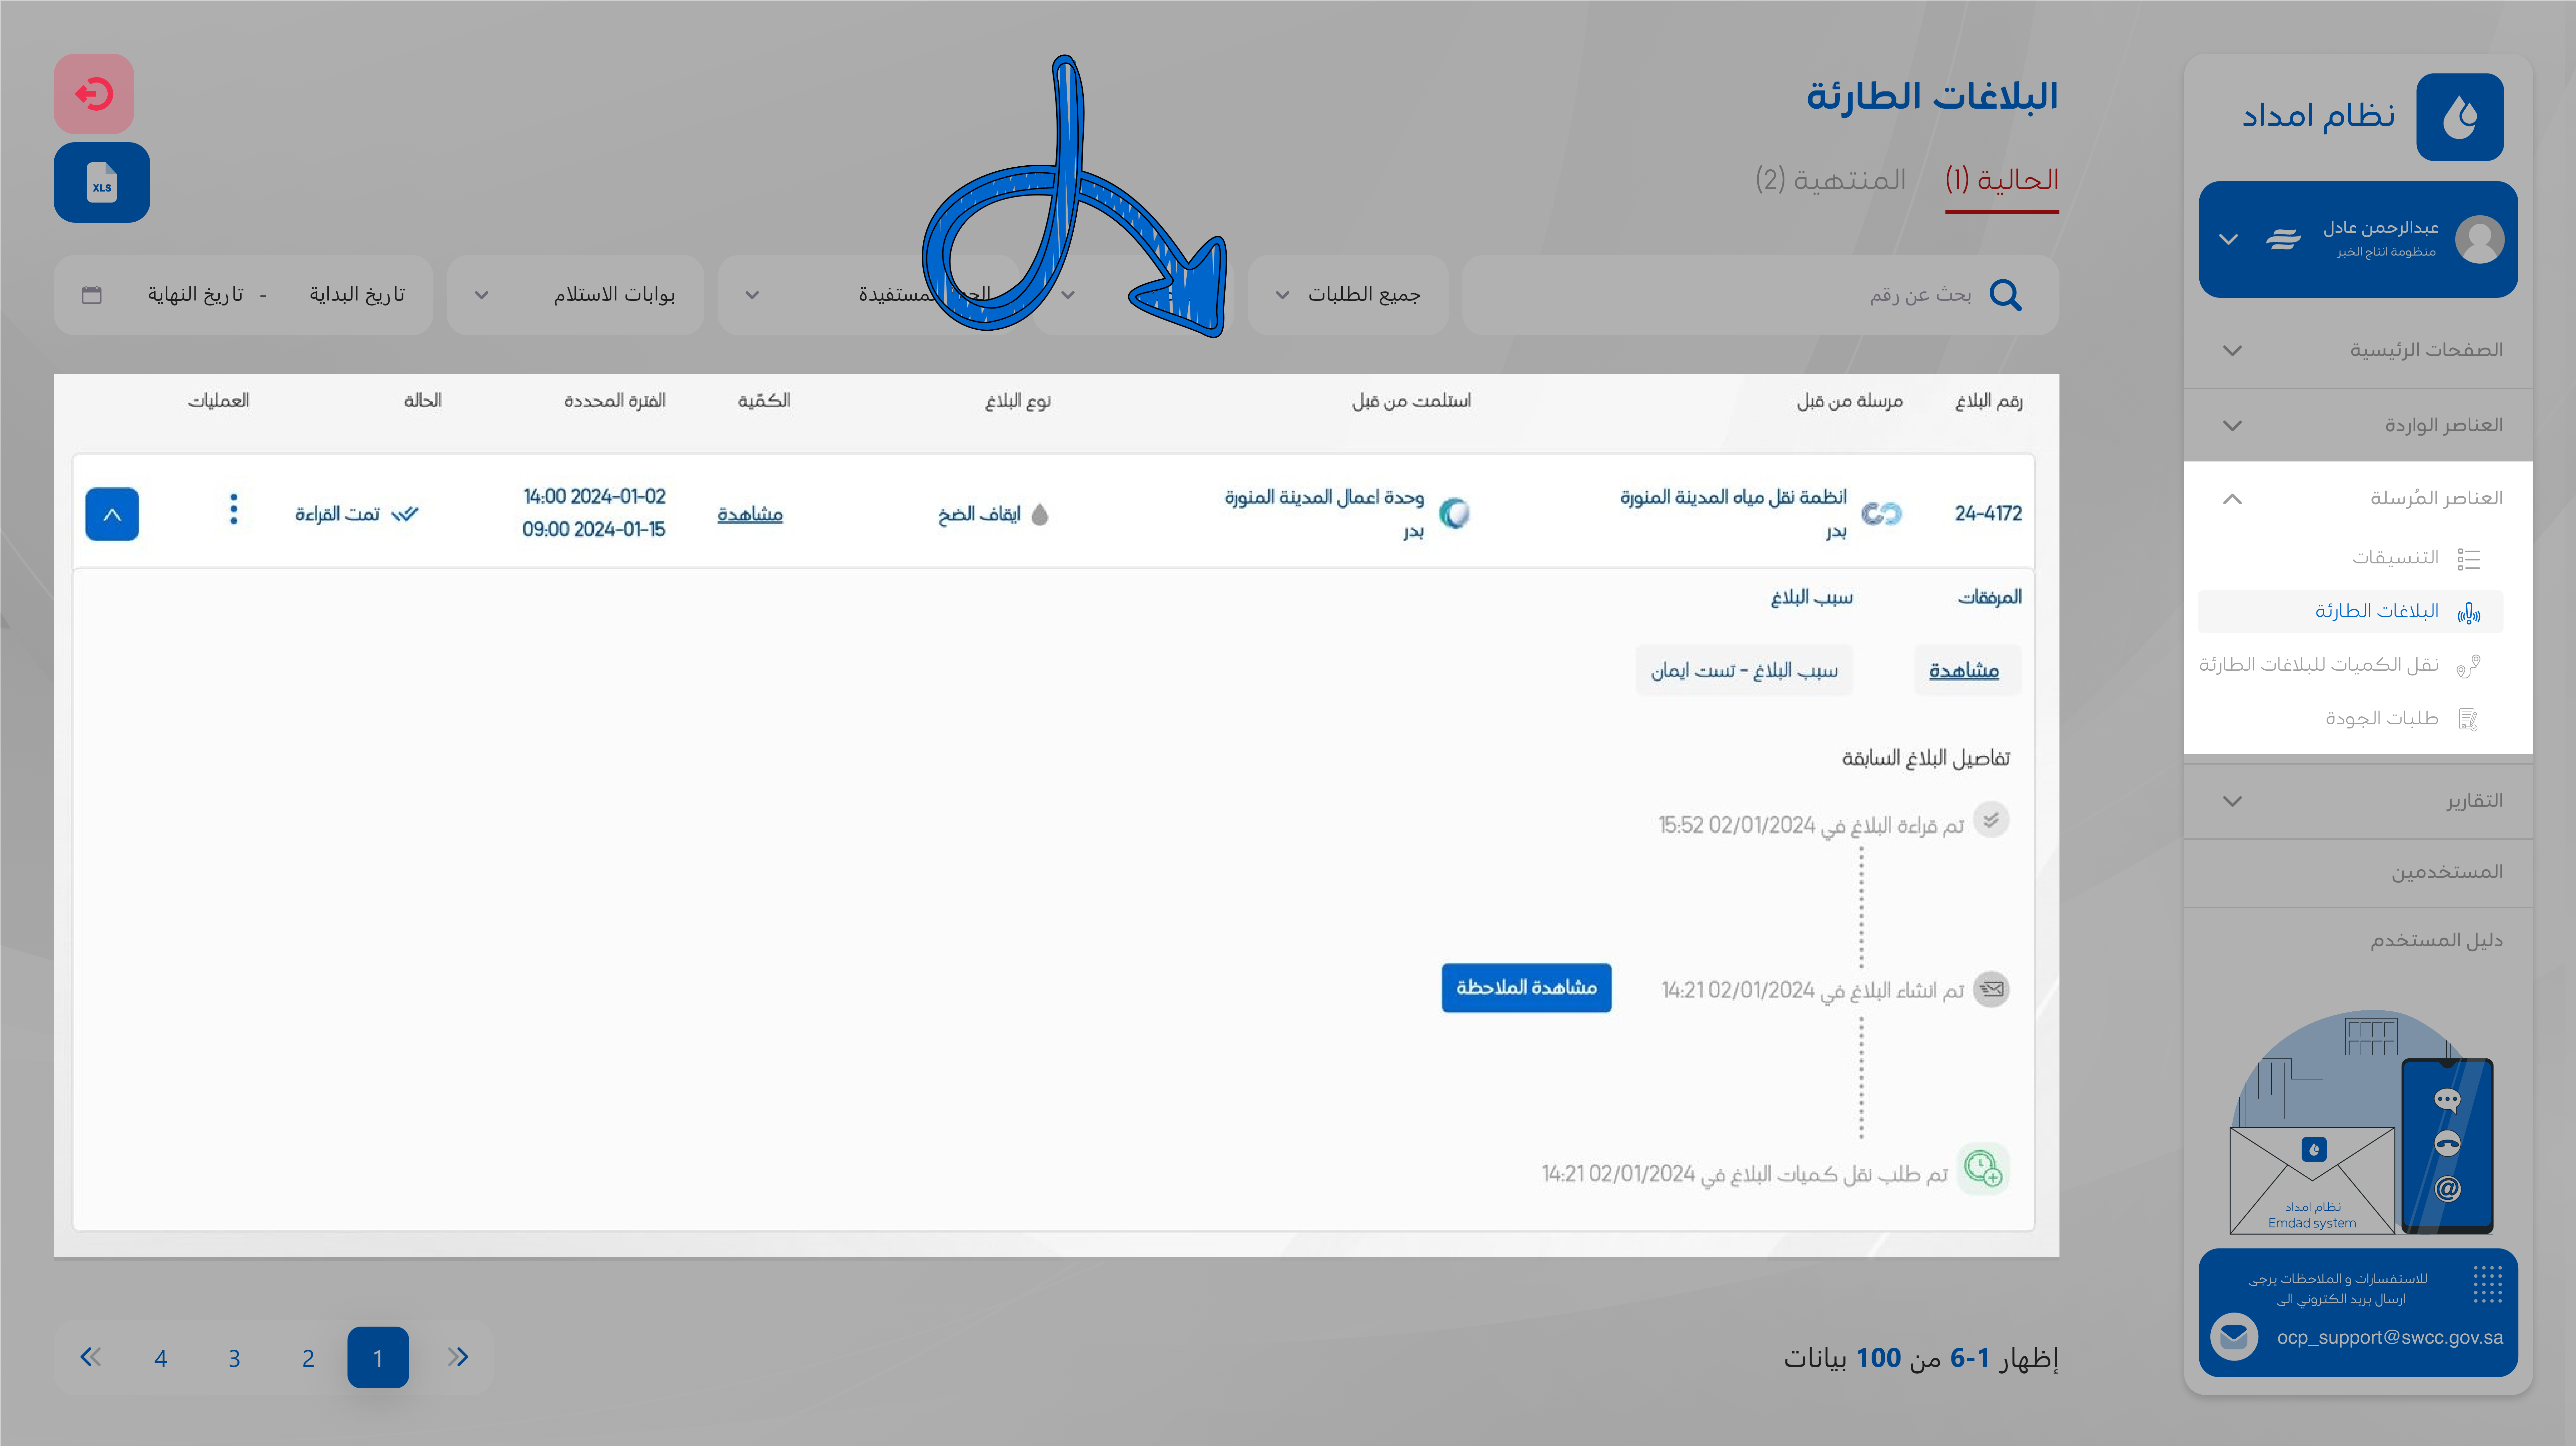 نظام امداد
عبدالرحمن عادل
منظومة انتاج الخبر
الصفحات الرئيسية
العناصر الواردة
العناصر المُرسلة
التنسيقات
البلاغات الطارئة
نقل الكميات للبلاغات الطارئة
طلبات الجودة
التقارير
المستخدمين
دليل المستخدم
نظام امداد
Emdad system
للاستفسارات و الملاحظات يرجى
ارسال بريد الكتروني الى
ocp_support@swcc.gov.sa
البلاغات الطارئة
الحالية (1) المنتهية (2)
XLS
بحث عن رقم
جميع الطلبات
بوابات الاستلام
تاريخ البداية - تاريخ النهاية
رقم البلاغ مرسلة من قبل استلمت من قبل نوع البلاغ الكمّية الفترة المحددة الحالة العمليات
24-4172
انظمة نقل مياه المدينة المنورة
بدر
وحدة اعمال المدينة المنورة
بدر
ايقاف الضخ
مشاهدة
14:00 2024-01-02
09:00 2024-01-15
تمت القراءة
المرفقات سبب البلاغ
مشاهدة سبب البلاغ - تست ايمان
تفاصيل البلاغ السابقة
تم قراءة البلاغ في 02/01/2024 15:52
تم انشاء البلاغ في 02/01/2024 14:21 مشاهدة الملاحظة
تم طلب نقل كميات البلاغ في 02/01/2024 14:21
إظهار 1-6 من 100 بيانات
1 2 3 4